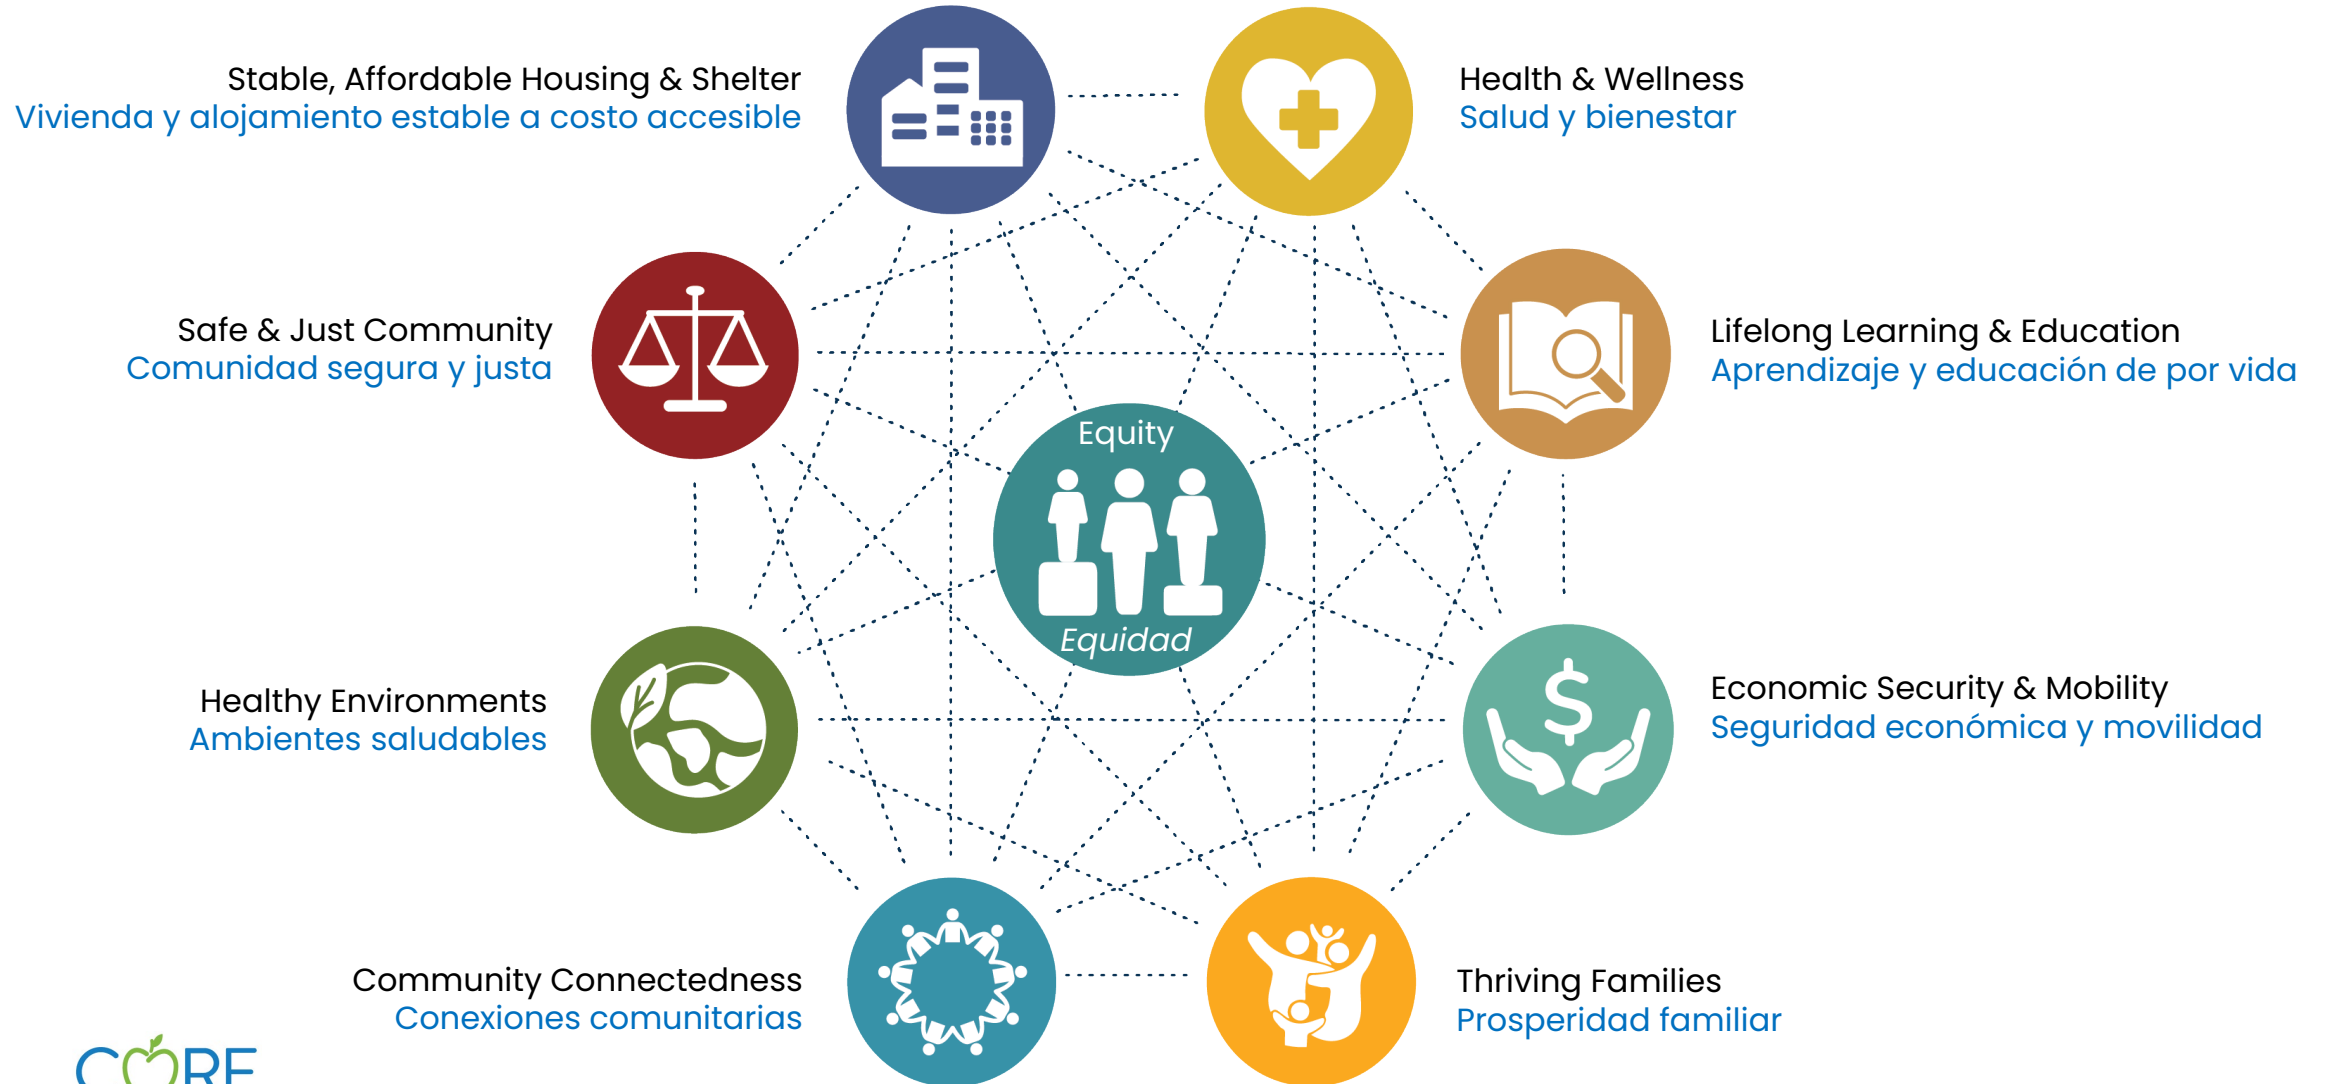 Stable, Affordable Housing & Shelter
Vivienda y alojamiento estable a costo accesible
Health & Wellness
Salud y bienestar
Safe & Just Community
Comunidad segura y justa
Lifelong Learning & Education
Aprendizaje y educación de por vida
Equity
Equidad
Healthy Environments
Ambientes saludables
Economic Security & Mobility
Seguridad económica y movilidad
Community Connectedness
Conexiones comunitarias
Thriving Families
Prosperidad familiar
CORE